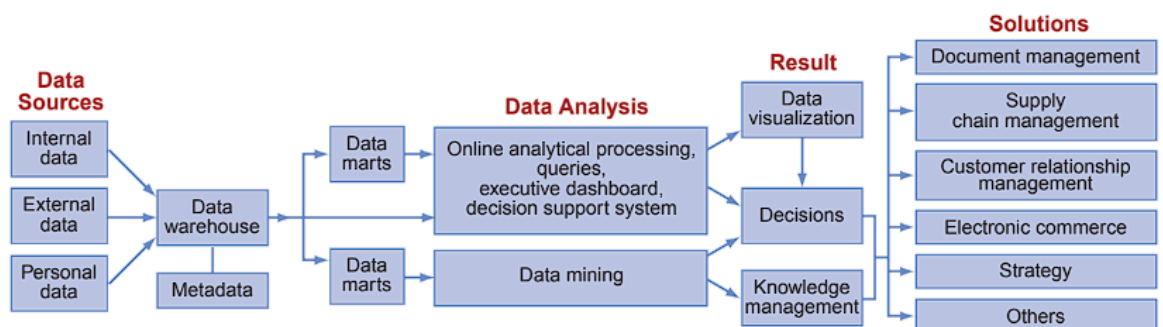 Data
Sources
Internal
data
External
data
Personal
data
Data
warehouse
Metadata
Data
marts
Data
marts
Data Analysis
Online analytical processing,
queries,
executive dashboard,
decision support system
Data mining
Result
Data
visualization
Decisions
Knowledge
management
Solutions
Document management
Supply
chain management
Customer relationship
management
Electronic commerce
Strategy
Others